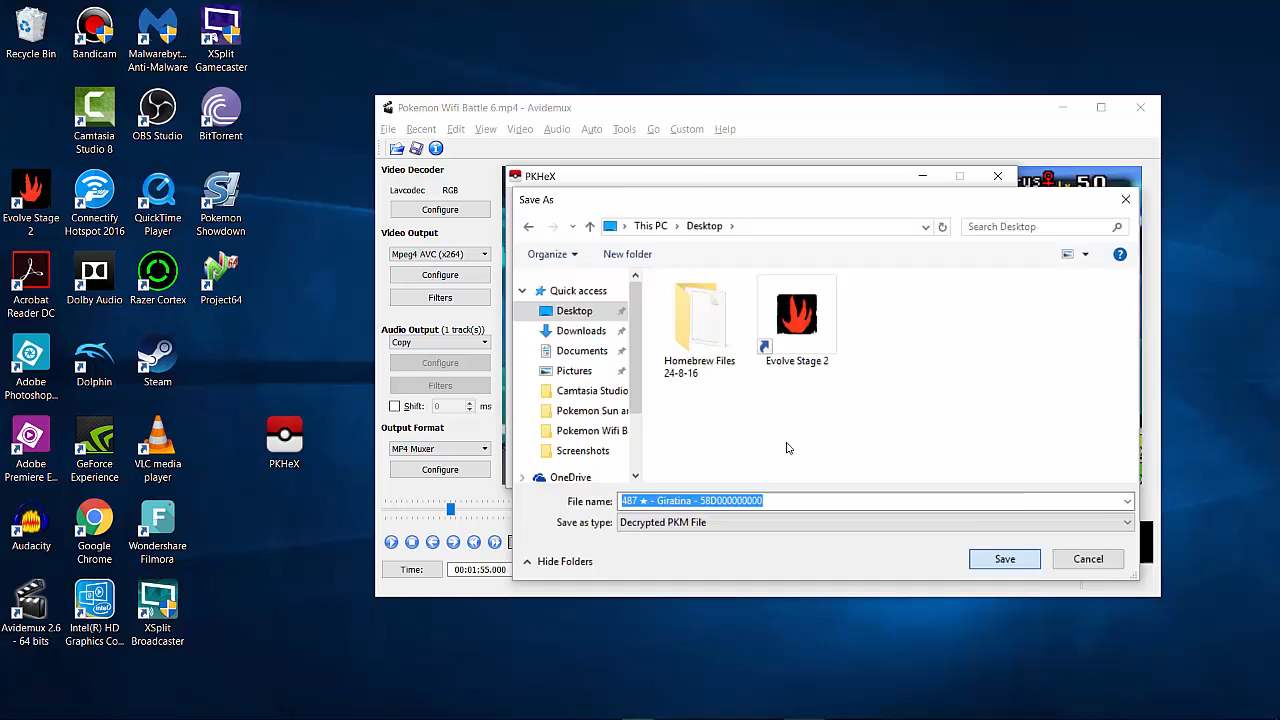 Recycle Bin
Bandicam
Malwarebyt...
Anti-Malware
XSplit
Gamecaster
Camtasia
Studio 8
OBS Studio
BitTorrent
Evolve Stage
2
Connectify
Hotspot 2016
QuickTime
Player
Pokemon
Showdown
Acrobat
Reader DC
Dolby Audio
Razer Cortex
Project64
Adobe
Photoshop...
Dolphin
Steam
Adobe
Premiere E...
GeForce
Experience
VLC media
player
PKHeX
Audacity
Google
Chrome
Wondershare
Filmora
Avidemux 2.6
- 64 bits
Intel(R) HD
Graphics Co...
XSplit
Broadcaster
Pokemon Wifi Battle 6.mp4 - Avidemux
File Recent Edit View Video Audio Auto Tools Go Custom Help
Video Decoder
Lavcodec RGB
Configure
Video Output
Mpeg4 AVC (x264)
Configure
Filters
Audio Output (1 track(s))
Copy
Configure
Filters
Shift: 0 ms
Output Format
MP4 Muxer
Configure
Time: 00:01:55.000
PKHeX
Save As
This PC > Desktop >
Search Desktop
Organize
New folder
Quick access
Desktop
Downloads
Documents
Pictures
Camtasia Studio
Pokemon Sun an
Pokemon Wifi B
Screenshots
OneDrive
Homebrew Files
24-8-16
Evolve Stage 2
File name: 487 ★ - Giratina - 58D000000000
Save as type: Decrypted PKM File
Hide Folders
Save
Cancel